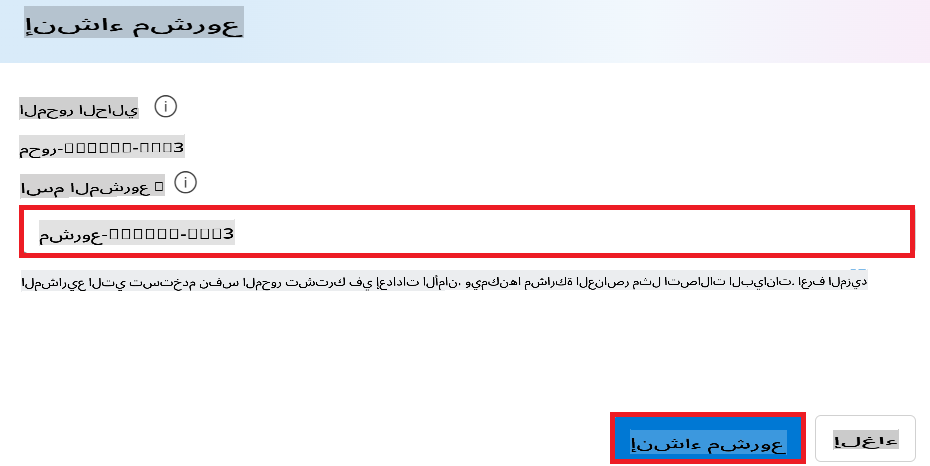 إنشاء مشروع
المحور الحالي
محور-□□□□□□-□□□3
اسم المشروع □
مشروع-□□□□□□-□□□3
المشاريع التي تستخدم نفس المحور تشترك في إعدادات الأمان، ويمكنها مشاركة العناصر مثل اتصالات البيانات. اعرف المزيد
إنشاء مشروع
إلغاء